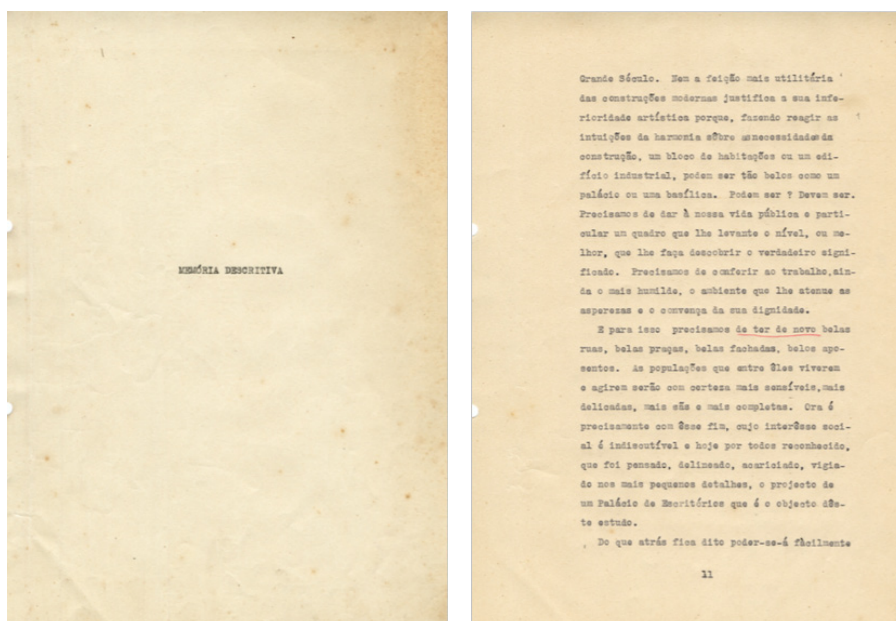 MEMÓRIA DESCRITIVA
Grande Século. Nem a feição mais utilitária
das construções modernas justifica a sua infe-
rioridade artística porque, fazendo reagir as
intuições da harmonia sôbre asnecessidadesda
construção, um bloco de habitações ou um edi-
fício industrial, podem ser tão belos como um
palácio ou uma basílica. Podem ser ? Devem ser.
Precisamos de dar à nossa vida pública e parti-
cular um quadro que lhe levante o nível, ou me-
lhor, que lhe faça descobrir o verdadeiro signi-
ficado. Precisamos de conferir ao trabalho,ain-
da o mais humilde, o ambiente que lhe atenue as
asperezas e o convença da sua dignidade.
E para isso precisamos de ter de novo belas
ruas, belas praças, belas fachadas, belos apo-
sentos. As populações que entre êles viverem
e agirem serão com certeza mais sensíveis,mais
delicadas, mais sãs e mais completas. Ora é
precisamente com êsse fim, cujo interêsse soci-
al é indiscutível e hoje por todos reconhecido,
que foi pensado, delineado, acariciado, vigia-
do nos mais pequenos detalhes, o projecto de
um Palácio de Escritórios que é o objecto dês-
te estudo.
Do que atrás fica dito poder-se-á fàcilmente
11